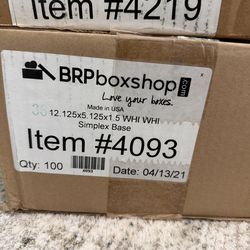 Item #4219
BRPboxshop.com
Love your boxes.
Made in USA
12.125x5.125x1.5 WHI WHI
Simplex Base
Item #4093
Qty: 100
4093
Date: 04/13/21